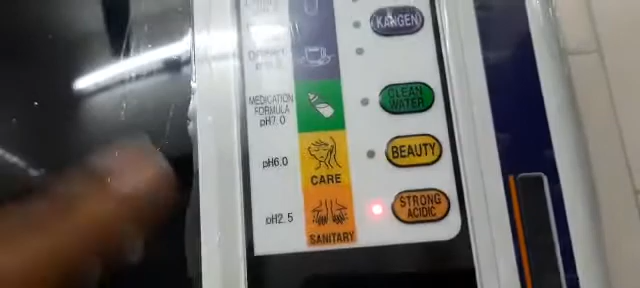 KANGEN
MEDICATION
FORMULA
pH7.0
CLEAN
WATER
pH6.0
CARE
BEAUTY
pH2.5
SANITARY
STRONG
ACIDIC